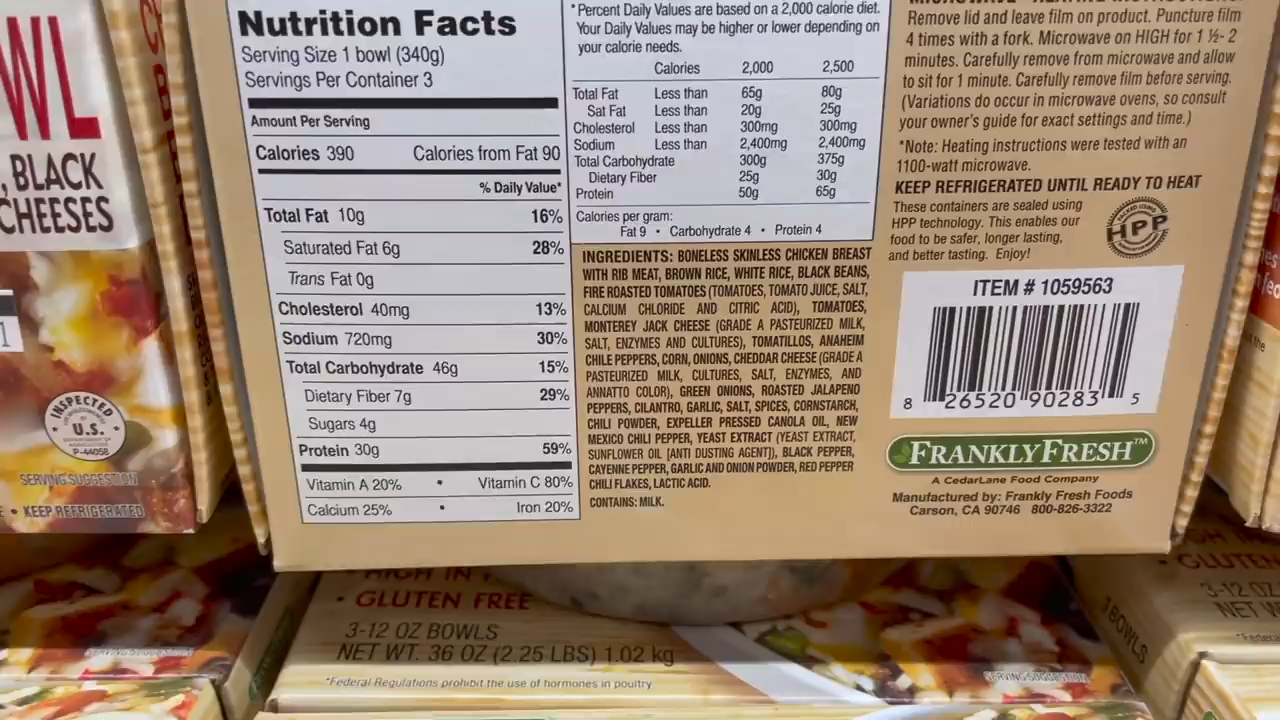 WL
, BLACK
CHEESES
1
INSPECTED
U.S.
P-44058
SERVING SUGGESTION
• KEEP REFRIGERATED
Nutrition Facts
Serving Size 1 bowl (340g)
Servings Per Container 3
Amount Per Serving
Calories 390 Calories from Fat 90
% Daily Value*
Total Fat 10g 16%
Saturated Fat 6g 28%
Trans Fat 0g
Cholesterol 40mg 13%
Sodium 720mg 30%
Total Carbohydrate 46g 15%
Dietary Fiber 7g 29%
Sugars 4g
Protein 30g 59%
Vitamin A 20% • Vitamin C 80%
Calcium 25% • Iron 20%
*Percent Daily Values are based on a 2,000 calorie diet.
Your Daily Values may be higher or lower depending on
your calorie needs.
Calories 2,000 2,500
Total Fat Less than 65g 80g
Sat Fat Less than 20g 25g
Cholesterol Less than 300mg 300mg
Sodium Less than 2,400mg 2,400mg
Total Carbohydrate 300g 375g
Dietary Fiber 25g 30g
Protein 50g 65g
Calories per gram:
Fat 9 • Carbohydrate 4 • Protein 4
INGREDIENTS: BONELESS SKINLESS CHICKEN BREAST
WITH RIB MEAT, BROWN RICE, WHITE RICE, BLACK BEANS,
FIRE ROASTED TOMATOES (TOMATOES, TOMATO JUICE, SALT,
CALCIUM CHLORIDE AND CITRIC ACID), TOMATOES,
MONTEREY JACK CHEESE (GRADE A PASTEURIZED MILK,
SALT, ENZYMES AND CULTURES), TOMATILLOS, ANAHEIM
CHILE PEPPERS, CORN, ONIONS, CHEDDAR CHEESE (GRADE A
PASTEURIZED MILK, CULTURES, SALT, ENZYMES, AND
ANNATTO COLOR), GREEN ONIONS, ROASTED JALAPENO
PEPPERS, CILANTRO, GARLIC, SALT, SPICES, CORNSTARCH,
CHILI POWDER, EXPELLER PRESSED CANOLA OIL, NEW
MEXICO CHILI PEPPER, YEAST EXTRACT (YEAST EXTRACT,
SUNFLOWER OIL [ANTI DUSTING AGENT]), BLACK PEPPER,
CAYENNE PEPPER, GARLIC AND ONION POWDER, RED PEPPER
CHILI FLAKES, LACTIC ACID.
CONTAINS: MILK.
Remove lid and leave film on product. Puncture film
4 times with a fork. Microwave on HIGH for 1 ½- 2
minutes. Carefully remove from microwave and allow
to sit for 1 minute. Carefully remove film before serving.
(Variations do occur in microwave ovens, so consult
your owner's guide for exact settings and time.)
*Note: Heating instructions were tested with an
1100-watt microwave.
KEEP REFRIGERATED UNTIL READY TO HEAT
These containers are sealed using
HPP technology. This enables our
food to be safer, longer lasting,
and better tasting. Enjoy!
HPP
ITEM # 1059563
8 26520 90283 5
FRANKLYFRESH™
A CEDARLANE FOOD COMPANY
Manufactured by: Frankly Fresh Foods
Carson, CA 90746 800-826-3322
• GLUTEN FREE
3-12 OZ BOWLS
NET WT. 36 OZ (2.25 LBS) 1.02 kg
*Federal Regulations prohibit the use of hormones in poultry
SERVING SUGGESTION
BOWLS
• GLUTEN
3-12 OZ